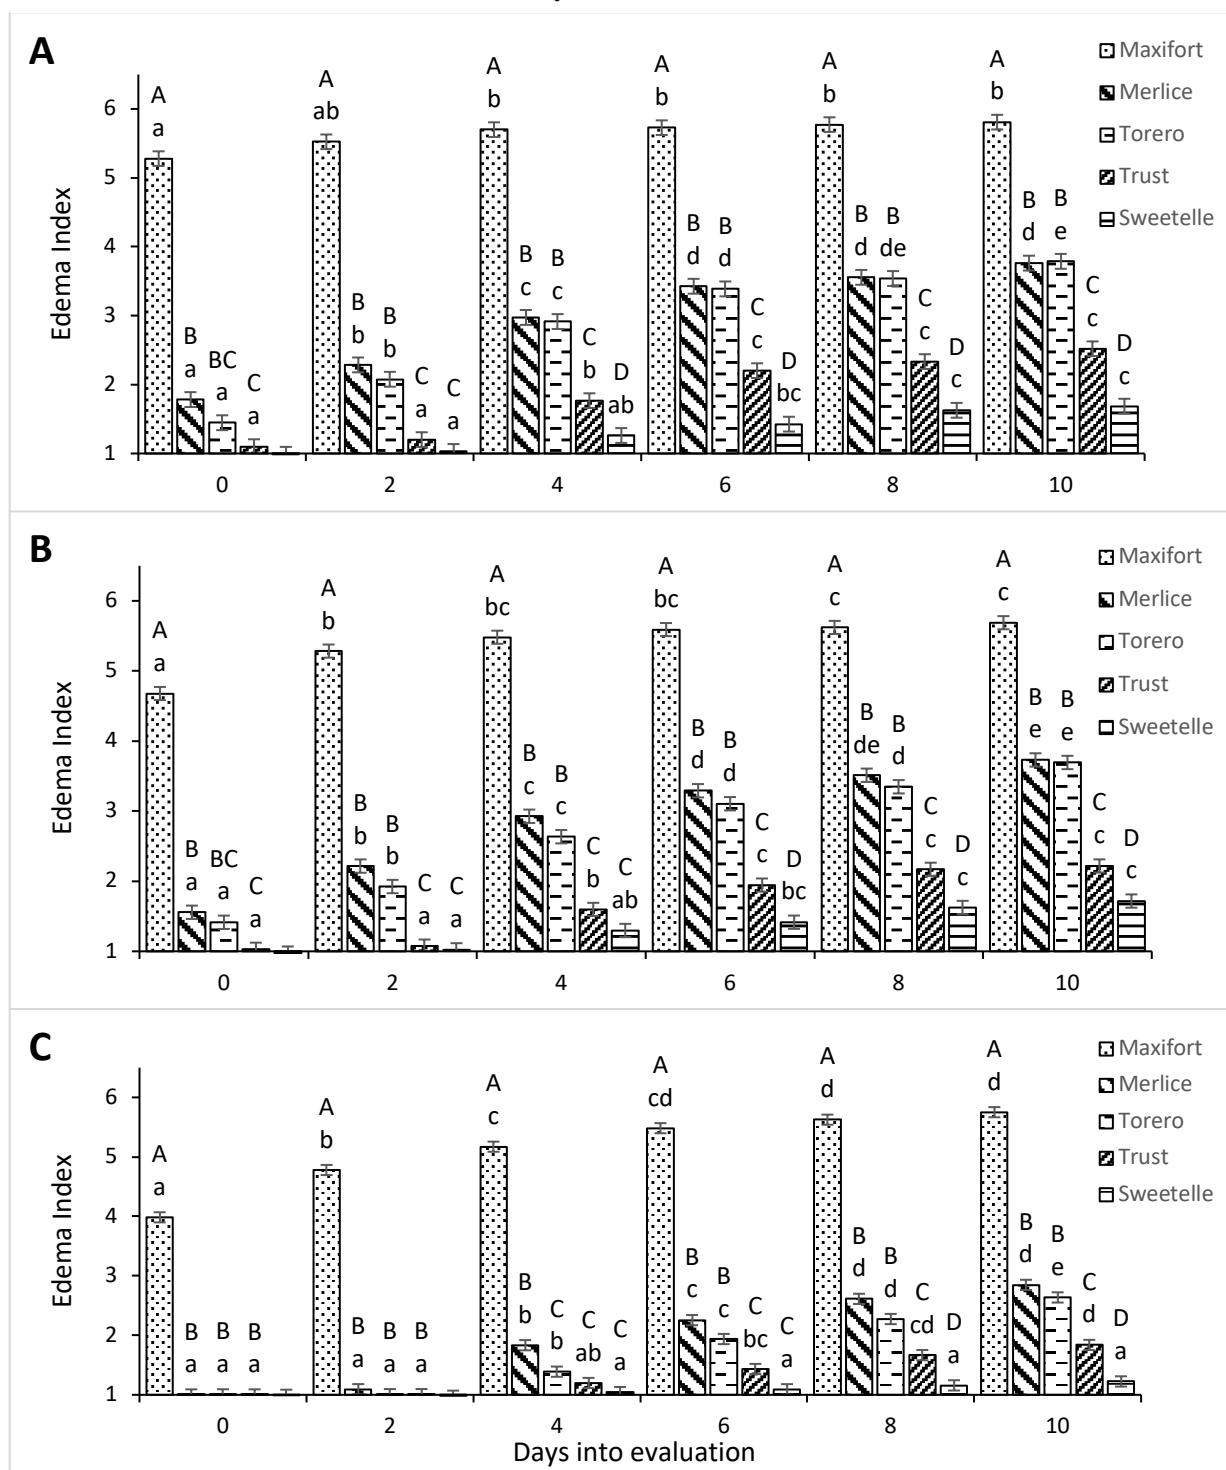 A
Maxifort
Merlice
Torero
Trust
Sweetelle
Edema Index
6
5
4
3
2
1
A A A A A A
a ab b b b b
B B B B B B
a b c d d d
BC B B B B B
a b c d de e
C C C C C C
a a b c c c
C D D D D
a ab bc c c
0 2 4 6 8 10
B
Maxifort
Merlice
Torero
Trust
Sweetelle
Edema Index
6
5
4
3
2
1
A A A A A A
a b bc bc c c
B B B B B B
a b c d de e
BC B B B B B
a b c d d e
C C C C C C
a a b c c c
C C D D D
a ab bc c c
0 2 4 6 8 10
C
Maxifort
Merlice
Torero
Trust
Sweetelle
Edema Index
6
5
4
3
2
1
A A A A A A
a b c cd d d
B B B B B B
a a b c d d
B B C B B B
a a b c d e
B B C C C C
a a ab bc cd d
C C D D
a a a a
0 2 4 6 8 10
Days into evaluation